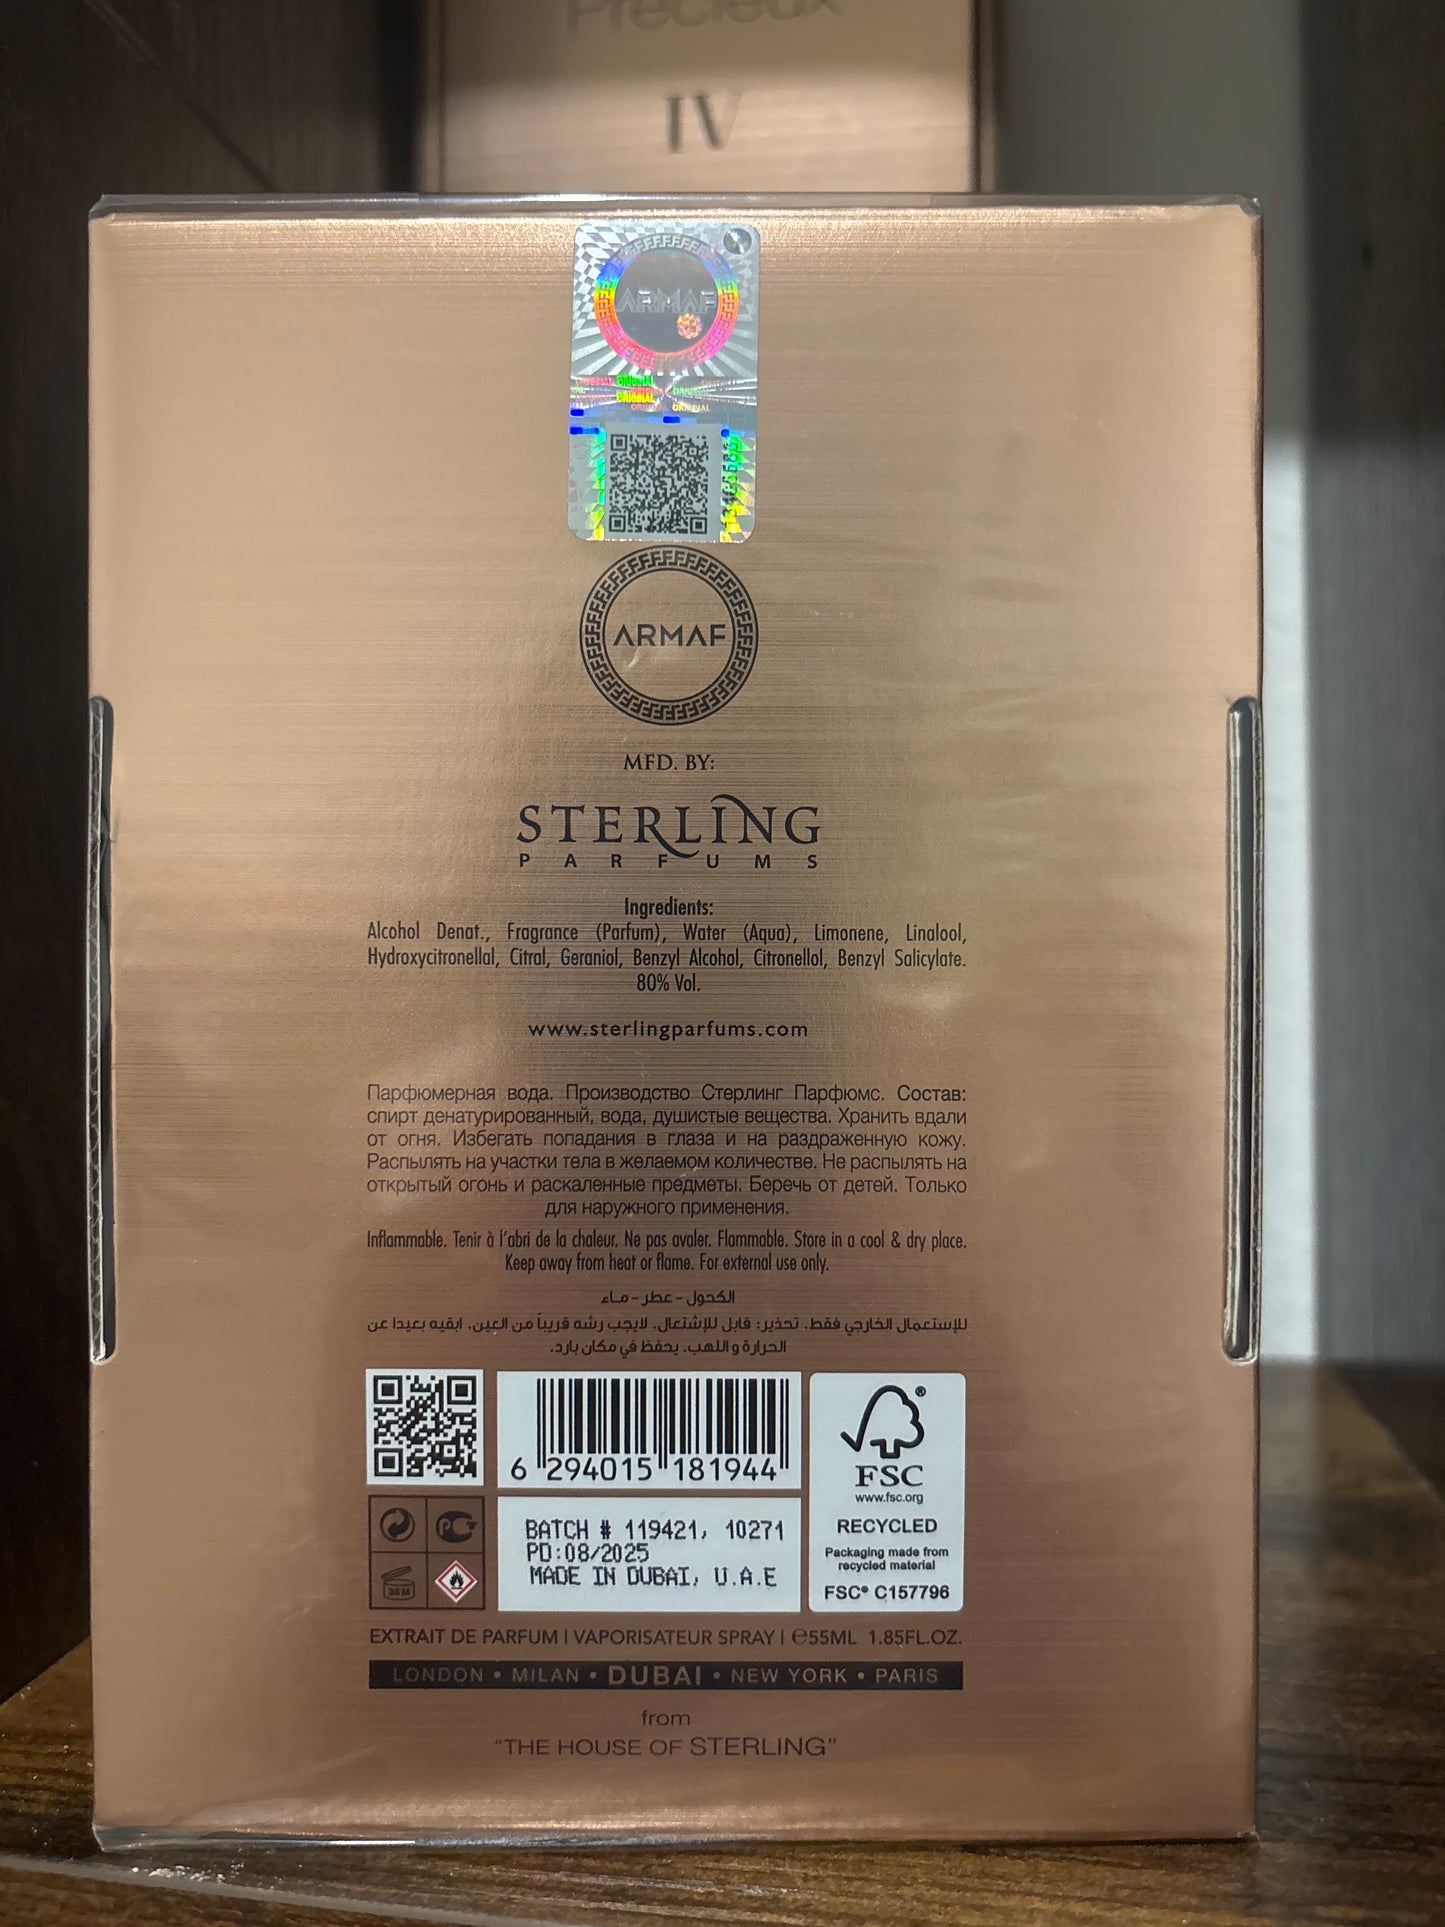 Précieux
IV
ARMAF
ORIGINAL
ORIGINAL
ORIGINAL ORIGINAL
ARMAF
MFD. BY:
STERLING
PARFUMS
Ingredients:
Alcohol Denat., Fragrance (Parfum), Water (Aqua), Limonene, Linalool,
Hydroxycitronellal, Citral, Geraniol, Benzyl Alcohol, Citronellol, Benzyl Salicylate.
80% Vol.
www.sterlingparfums.com
Парфюмерная вода. Производство Стерлинг Парфюмс. Состав:
спирт денатурированный, вода, душистые вещества. Хранить вдали
от огня. Избегать попадания в глаза и на раздраженную кожу.
Распылять на участки тела в желаемом количестве. Не распылять на
открытый огонь и раскаленные предметы. Беречь от детей. Только
для наружного применения.
Inflammable. Tenir à l'abri de la chaleur. Ne pas avaler. Flammable. Store in a cool & dry place.
Keep away from heat or flame. For external use only.
الكحول - عطر - ماء
للإستعمال الخارجي فقط. تحذير: قابل للإشتعال. لايجب رشه قريباً من العين. ابقيه بعيدا عن
الحرارة و اللهب. يحفظ في مكان بارد.
6 294015 181944
FSC®
www.fsc.org
RECYCLED
Packaging made from
recycled material
FSC® C157796
BATCH # 119421, 10271
PD:08/2025
MADE IN DUBAI, U.A.E
36 M
EXTRAIT DE PARFUM | VAPORISATEUR SPRAY | ℮55ML 1.85FL.OZ.
LONDON • MILAN • DUBAI • NEW YORK • PARIS
from
"THE HOUSE OF STERLING"